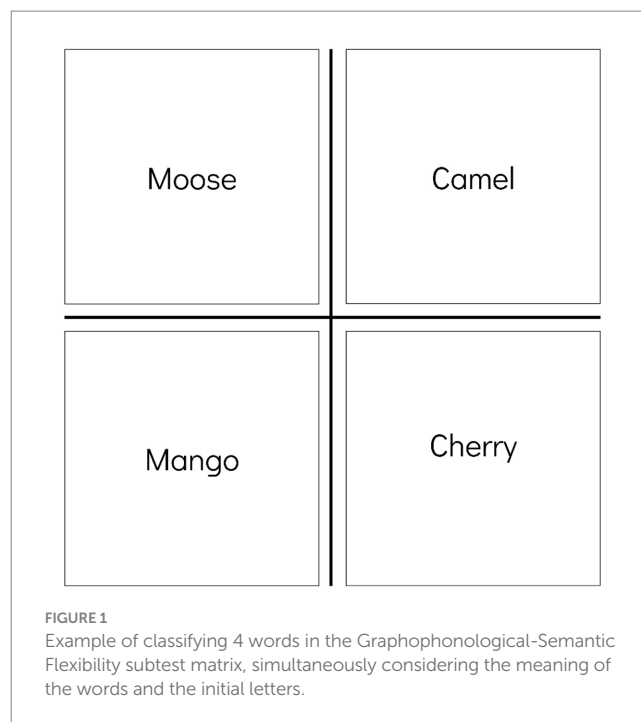 Moose
Camel
Mango
Cherry
FIGURE 1
Example of classifying 4 words in the Graphophonological-Semantic
Flexibility subtest matrix, simultaneously considering the meaning of
the words and the initial letters.